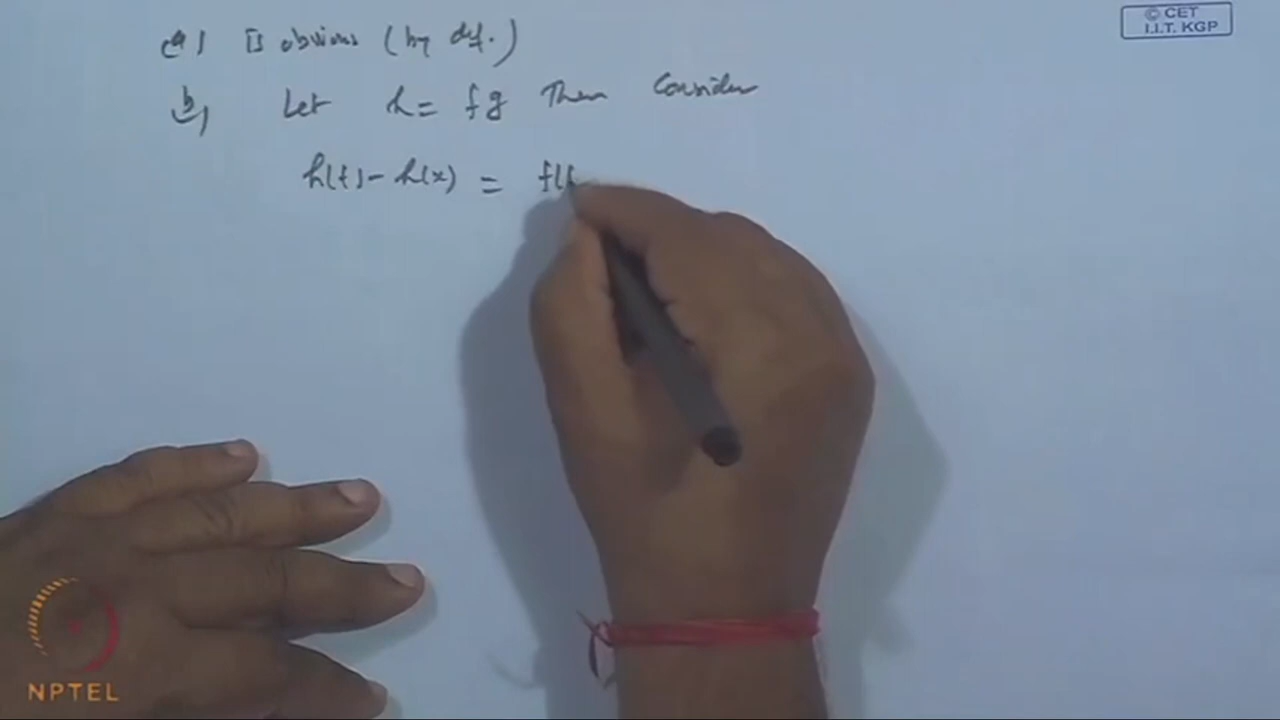 © CET
I.I.T. KGP
a) Is obvious (by def.)
b) Let h = fg Then Consider
h(t) - h(x) = f(t
NPTEL